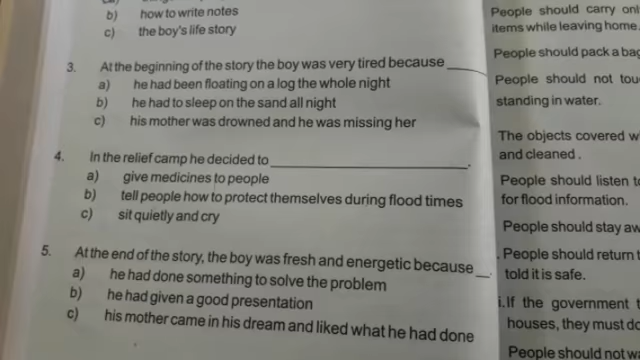 b) how to write notes
c) the boy's life story
3. At the beginning of the story the boy was very tired because ____
a) he had been floating on a log the whole night
b) he had to sleep on the sand all night
c) his mother was drowned and he was missing her
4. In the relief camp he decided to ____________________.
a) give medicines to people
b) tell people how to protect themselves during flood times
c) sit quietly and cry
5. At the end of the story, the boy was fresh and energetic because __.
a) he had done something to solve the problem
b) he had given a good presentation
c) his mother came in his dream and liked what he had done
People should carry
items while leaving home.
People should pack a
People should not
standing in water.
The objects covered
and cleaned.
People should listen
for flood information.
People should stay
People should return
told it is safe.
i. If the government
houses, they must
People should not